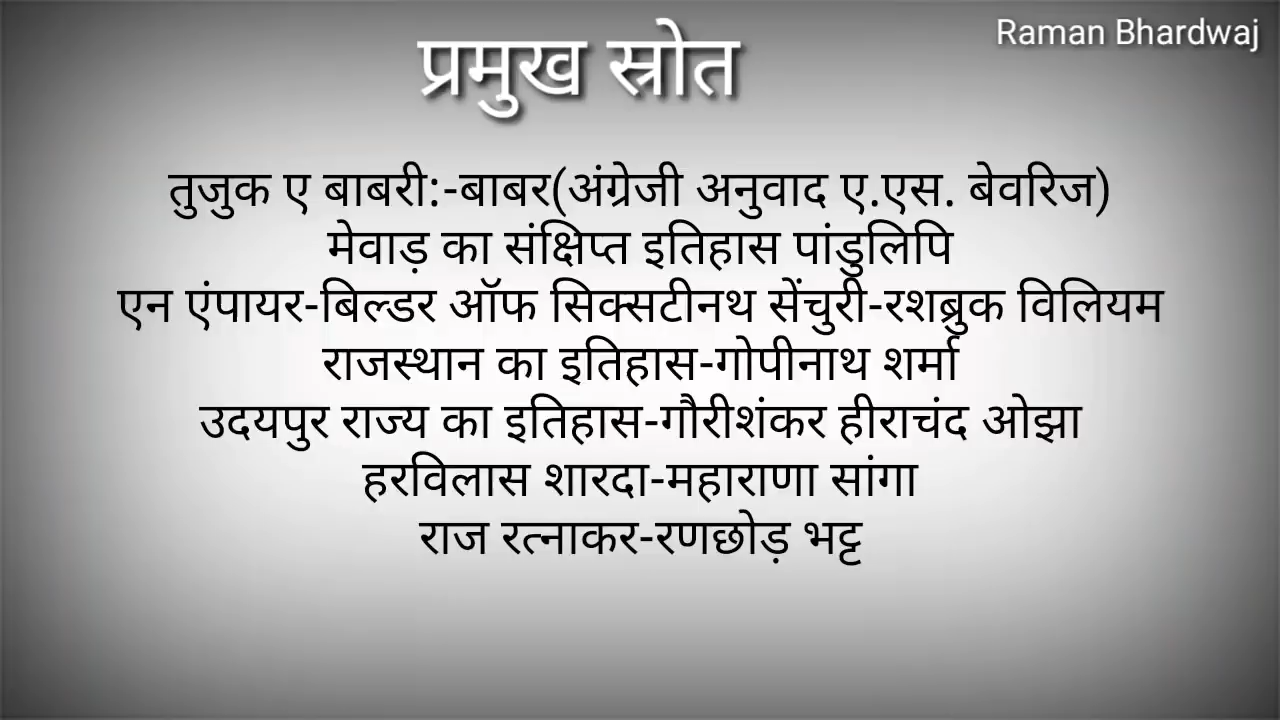 Raman Bhardwaj
प्रमुख स्रोत
तुजुक ए बाबरी:-बाबर(अंग्रेजी अनुवाद ए.एस. बेवरिज)
मेवाड़ का संक्षिप्त इतिहास पांडुलिपि
एन एंपायर-बिल्डर ऑफ सिक्सटीनथ सेंचुरी-रशब्रुक विलियम
राजस्थान का इतिहास-गोपीनाथ शर्मा
उदयपुर राज्य का इतिहास-गौरीशंकर हीराचंद ओझा
हरविलास शारदा-महाराणा सांगा
राज रत्नाकर-रणछोड़ भट्ट